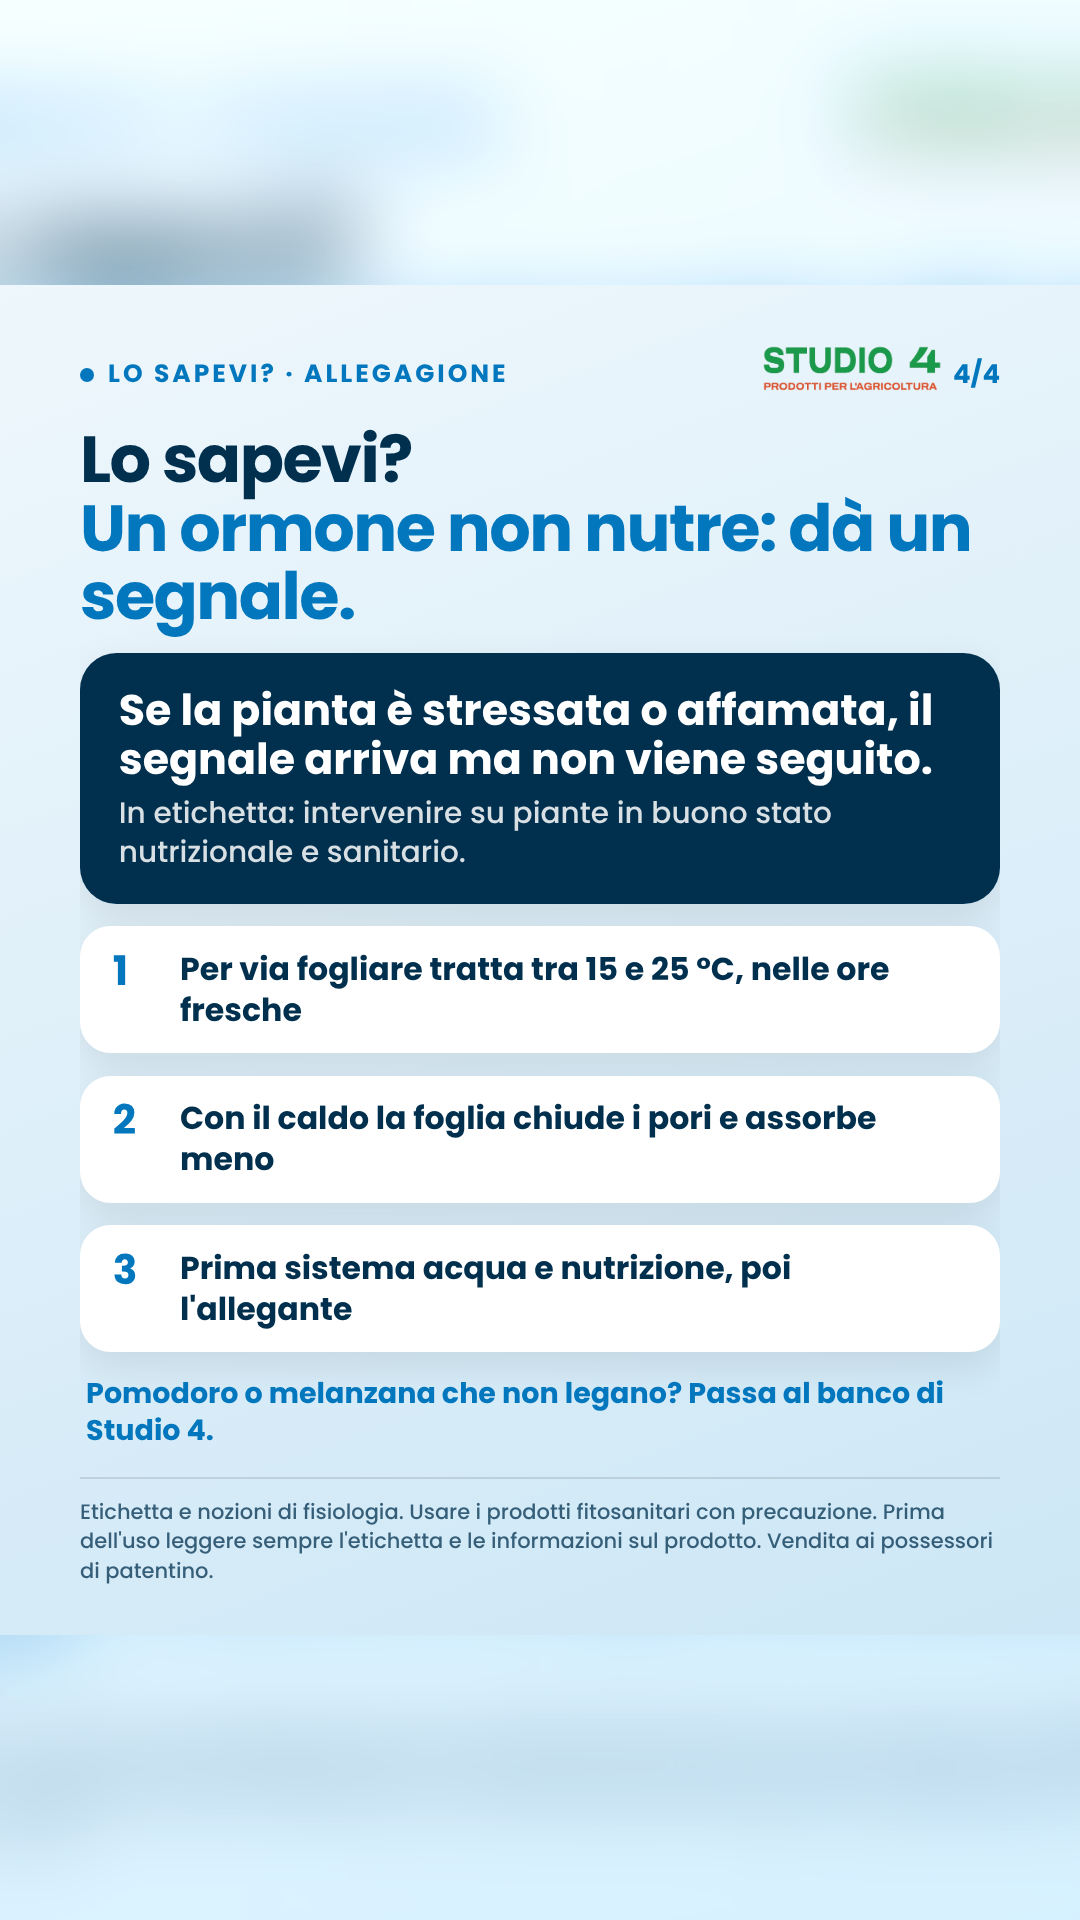 LO SAPEVI? · ALLEGAGIONE
STUDIO 4
PRODOTTI PER L'AGRICOLTURA
4/4
Lo sapevi?
Un ormone non nutre: dà un
segnale.
Se la pianta è stressata o affamata, il
segnale arriva ma non viene seguito.
In etichetta: intervenire su piante in buono stato
nutrizionale e sanitario.
1 Per via fogliare tratta tra 15 e 25 °C, nelle ore
fresche
2 Con il caldo la foglia chiude i pori e assorbe
meno
3 Prima sistema acqua e nutrizione, poi
l'allegante
Pomodoro o melanzana che non legano? Passa al banco di
Studio 4.
Etichetta e nozioni di fisiologia. Usare i prodotti fitosanitari con precauzione. Prima
dell'uso leggere sempre l'etichetta e le informazioni sul prodotto. Vendita ai possessori
di patentino.